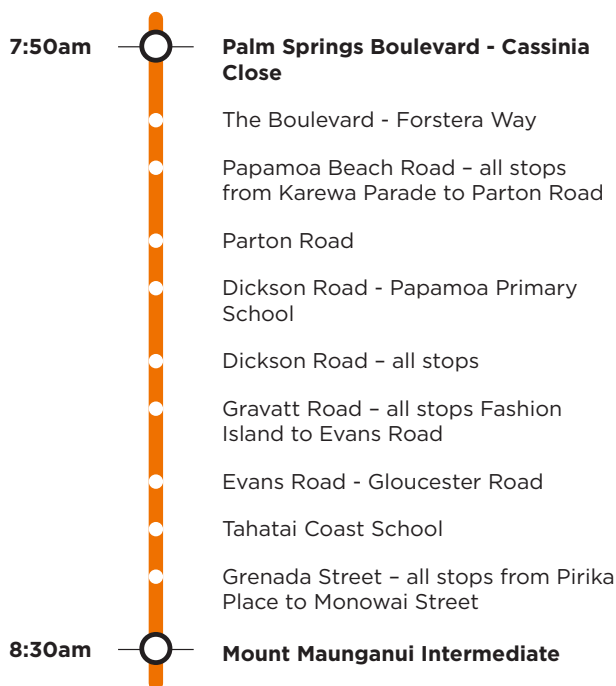 7:50am Palm Springs Boulevard - Cassinia
Close
The Boulevard - Forstera Way
Papamoa Beach Road – all stops
from Karewa Parade to Parton Road
Parton Road
Dickson Road - Papamoa Primary
School
Dickson Road – all stops
Gravatt Road – all stops Fashion
Island to Evans Road
Evans Road - Gloucester Road
Tahatai Coast School
Grenada Street – all stops from Pirika
Place to Monowai Street
8:30am Mount Maunganui Intermediate